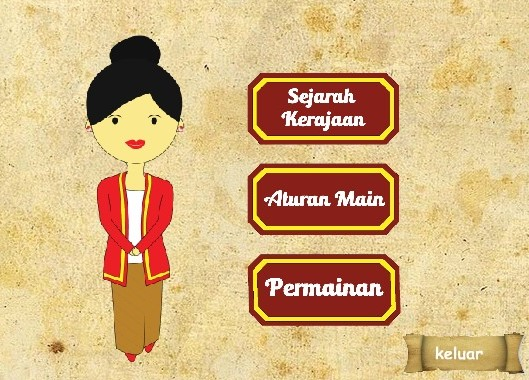 Sejarah
Kerajaan
Aturan Main
Permainan
keluar